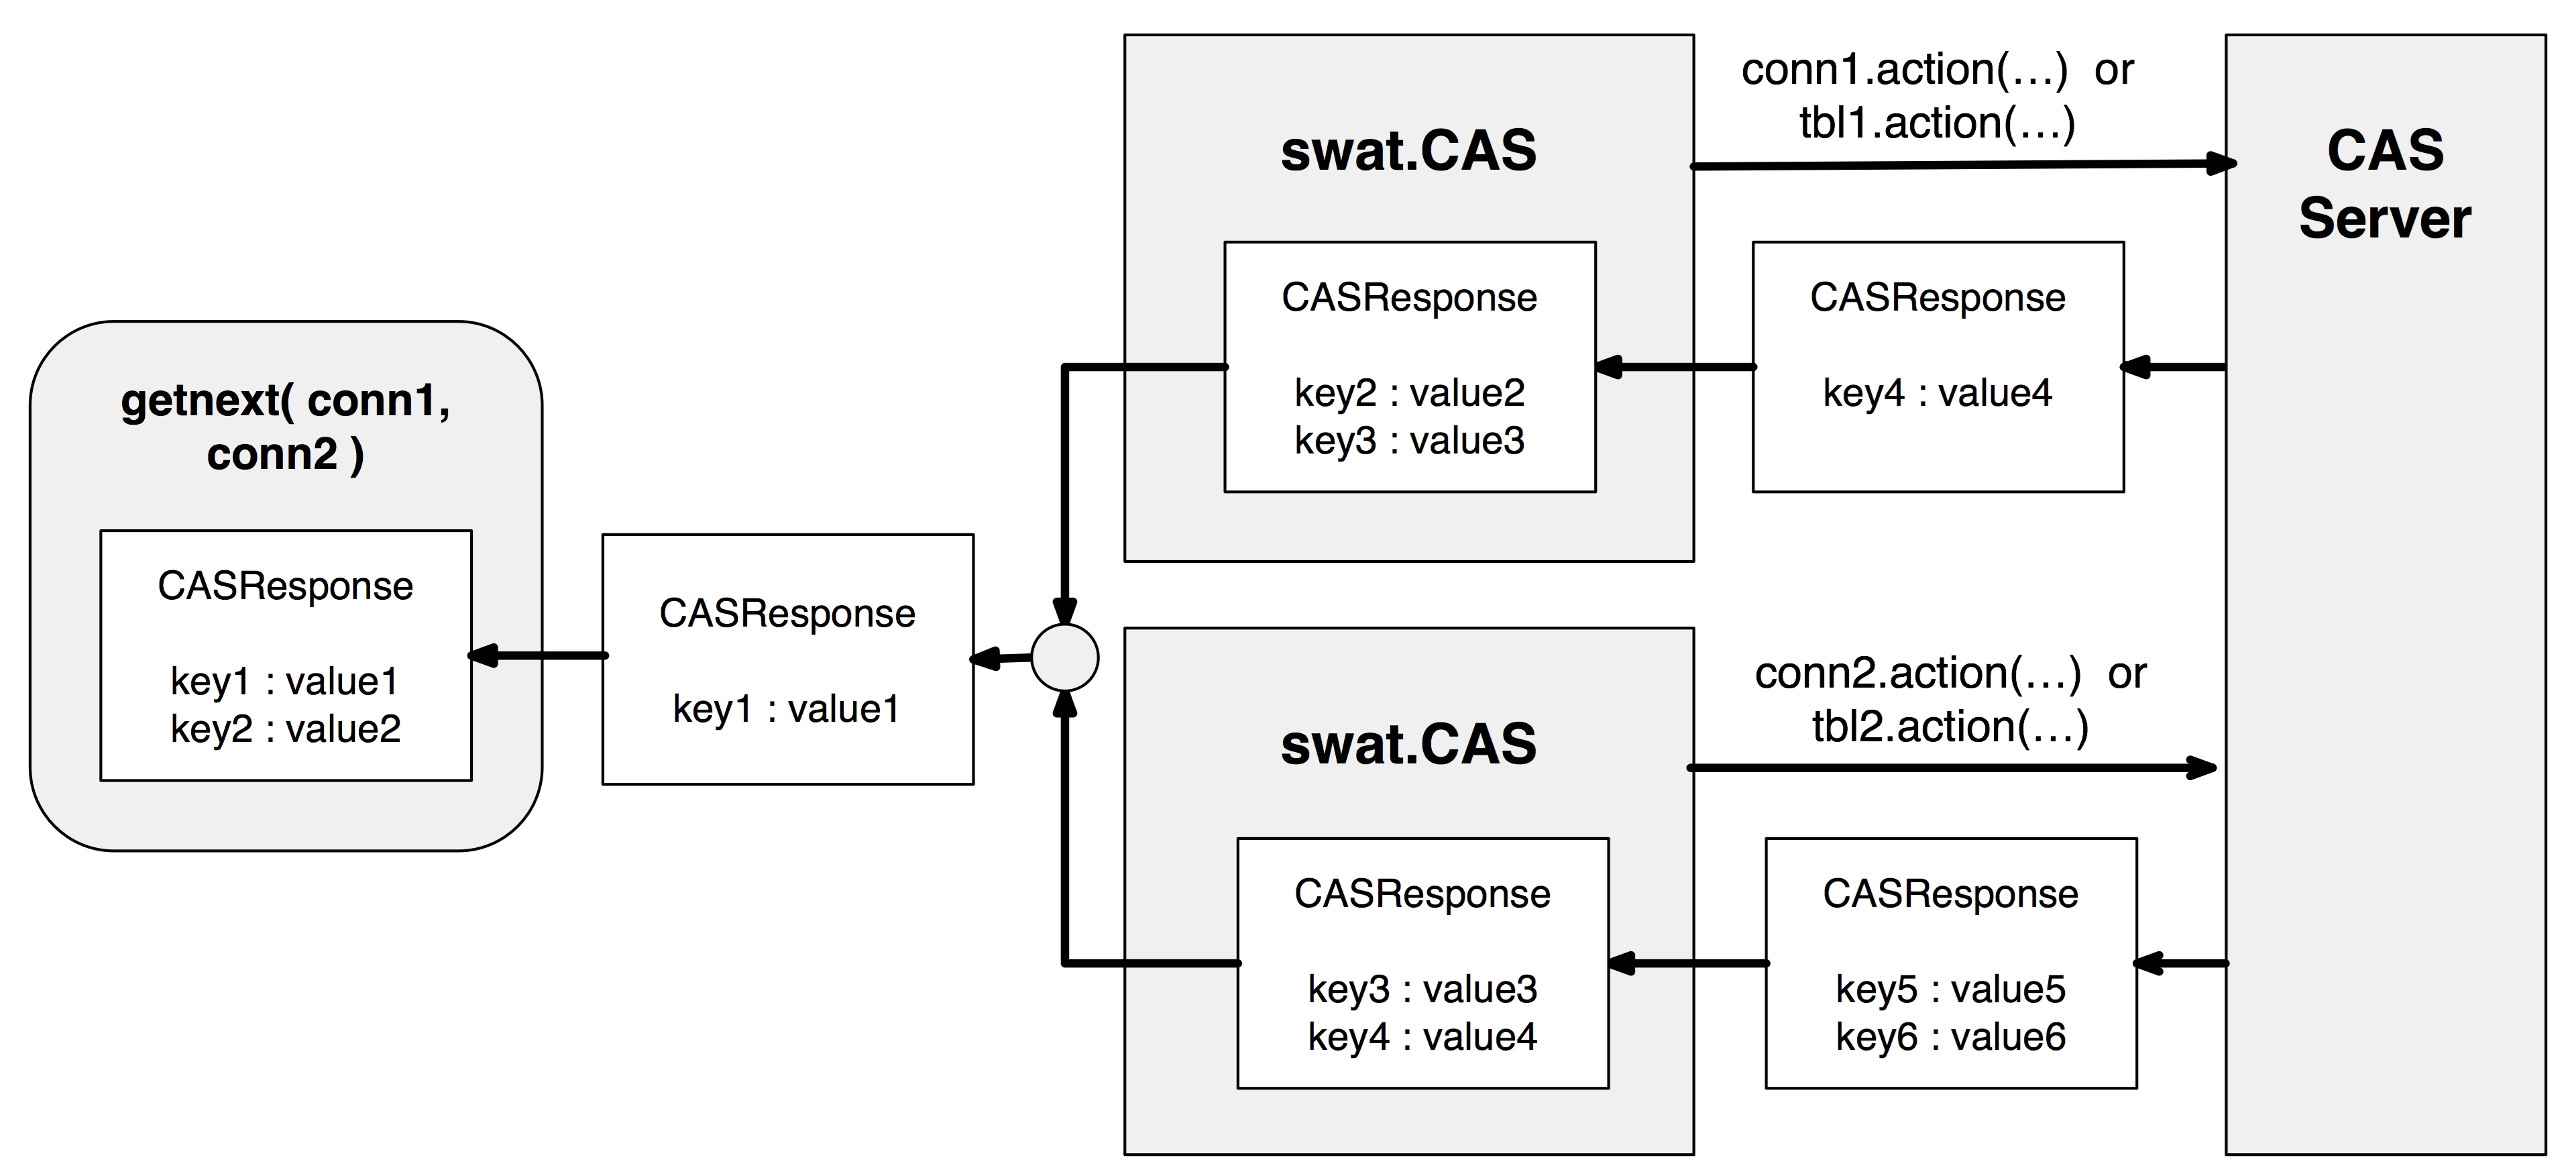 getnext( conn1,
conn2 )
CASResponse
key1 : value1
key2 : value2
CASResponse
key1 : value1
swat.CAS
CASResponse
key2 : value2
key3 : value3
conn1.action(...)  or
tbl1.action(...)
CASResponse
key4 : value4
swat.CAS
CASResponse
key3 : value3
key4 : value4
conn2.action(...)  or
tbl2.action(...)
CASResponse
key5 : value5
key6 : value6
CAS
Server